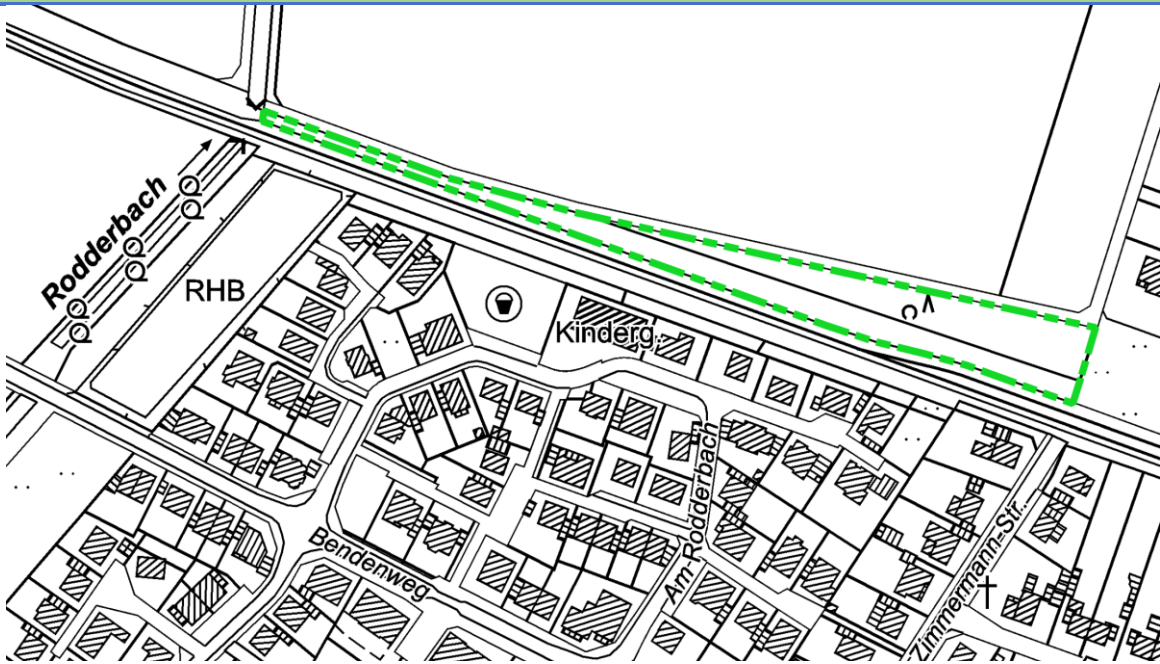 Rodderbach
RHB
Kinderg.
Bendenweg
Am-Rodderbach
Zimmermann-Str.